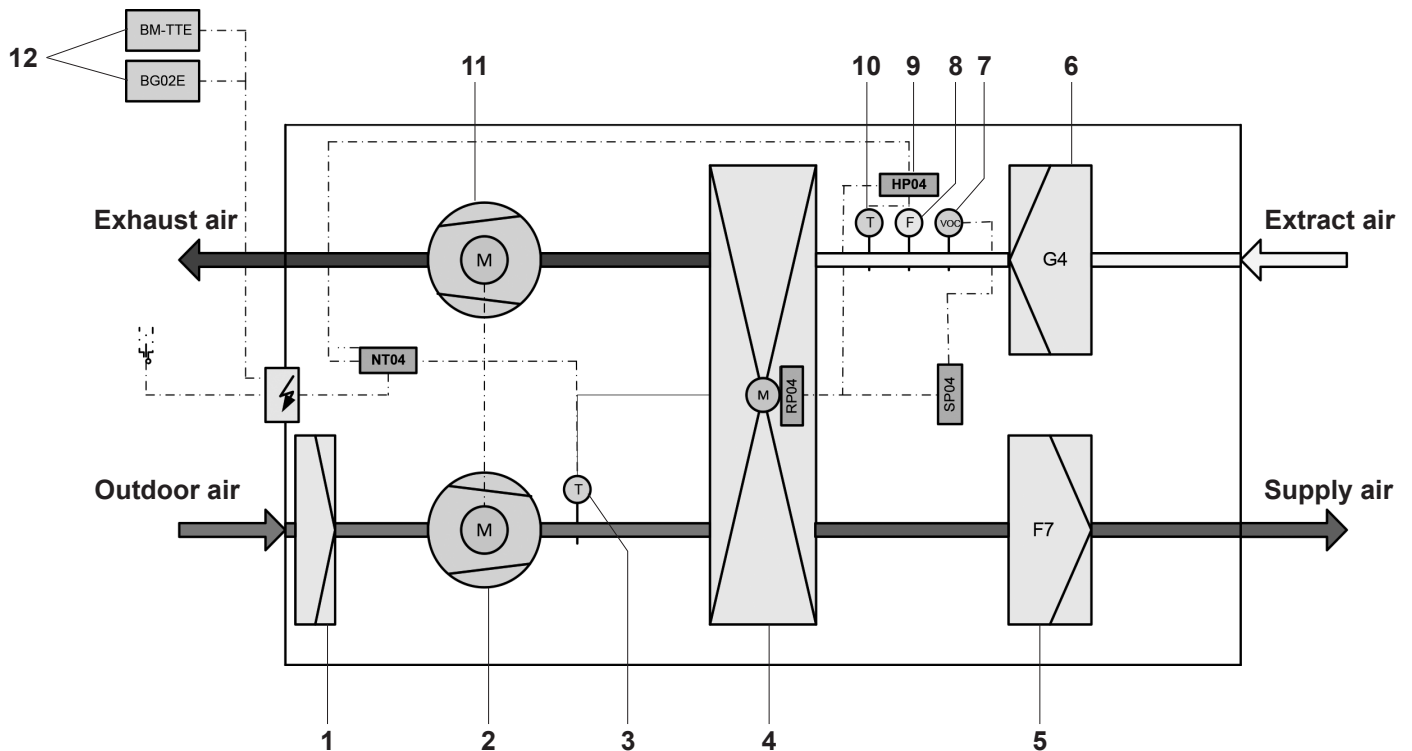 BM-TTE
12
BG02E
11
10
9
8
7
6
HP04
T
F
VOC
Exhaust air
M
G4
Extract air
NT04
M
RP04
SP04
Outdoor air
T
M
F7
Supply air
1
2
3
4
5